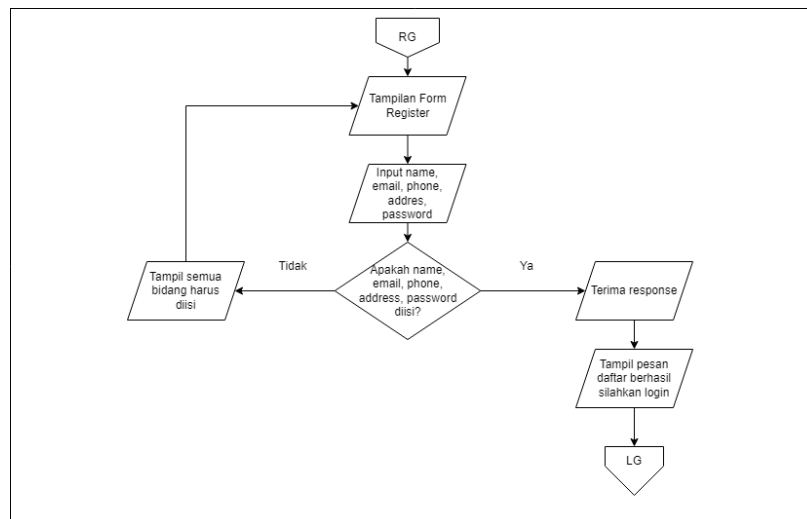 RG
Tampilan Form
Register
Input name,
email, phone,
addres,
password
Tidak
Apakah name,
email, phone,
address, password
diisi?
Ya
Tampil semua
bidang harus
diisi
Terima response
Tampil pesan
daftar berhasil
silahkan login
LG